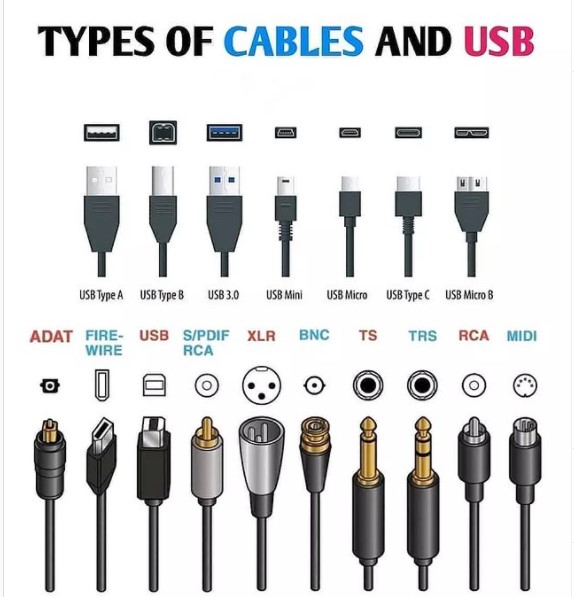 TYPES OF CABLES AND USB
USB Type A USB Type B USB 3.0 USB Mini USB Micro USB Type C USB Micro B
ADAT FIRE-WIRE USB S/PDIF RCA XLR BNC TS TRS RCA MIDI